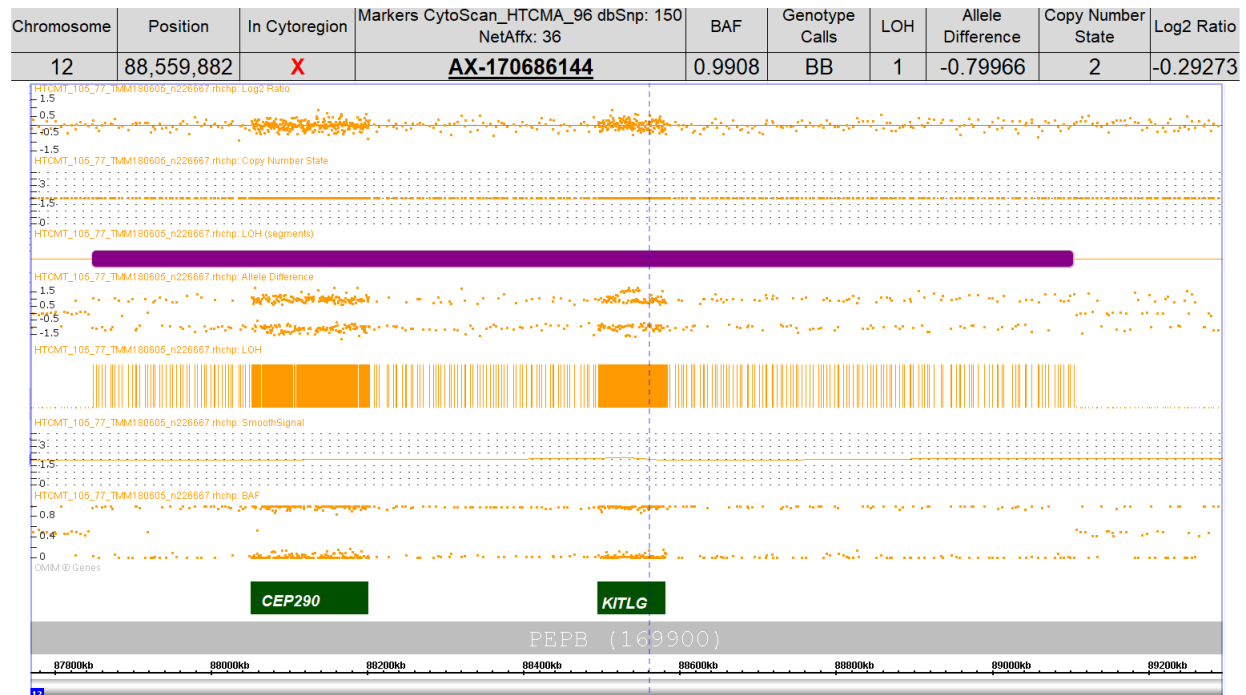 Chromosome Position In Cytoregion Markers CytoScan_HTCMA_96 dbSnp: 150 NetAffx: 36 BAF Genotype Calls LOH Allele Difference Copy Number State Log2 Ratio
12 88,559,882 X AX-170686144 0.9908 BB 1 -0.79966 2 -0.29273
HTCMT_105_77_TMM180605_n226667.rhchp: Log2 Ratio
1.5
0.5
-0.5
-1.5
HTCMT_105_77_TMM180605_n226667.rhchp: Copy Number State
3
1.5
0
HTCMT_105_77_TMM180605_n226667.rhchp: LOH (segments)
HTCMT_105_77_TMM180605_n226667.rhchp: Allele Difference
1.5
0.5
-0.5
-1.5
HTCMT_105_77_TMM180605_n226667.rhchp: LOH
HTCMT_105_77_TMM180605_n226667.rhchp: SmoothSignal
3
1.5
0
HTCMT_105_77_TMM180605_n226667.rhchp: BAF
0.8
0.4
0
OMIM ® Genes
CEP290 KITLG
PEPB (169900)
87800kb 88000kb 88200kb 88400kb 88600kb 88800kb 89000kb 89200kb
12